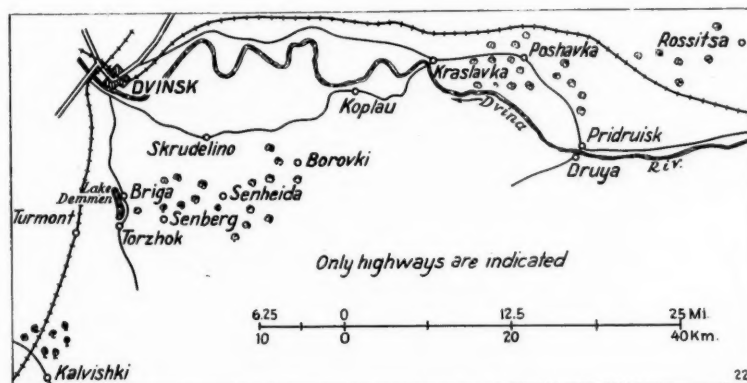 Rossitsa
Poshavka
Kraslavka
DVINSK
Koplau
Dvina
Skrudelino
Pridruisk
Borovki
Druya
Riv.
Lake
Demmen
Briga
Senheida
Turmont
Senberg
Torzhok
Only highways are indicated
6.25 0 12.5 25 Mi.
10 0 20 40 Km.
Kalvishki
22